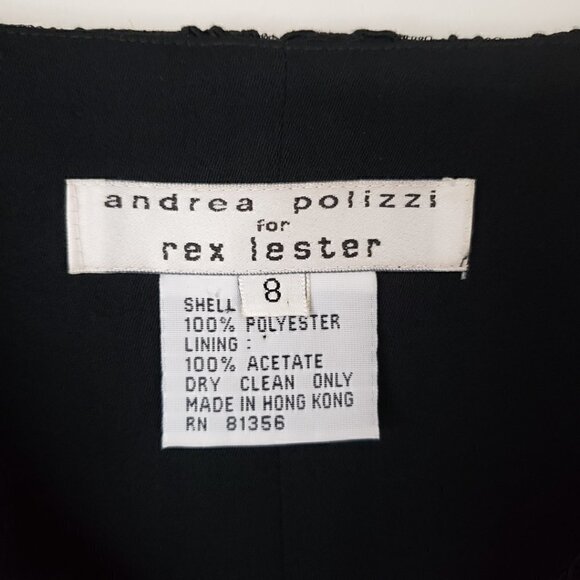 andrea polizzi
for
rex lester
8
SHELL
100% POLYESTER
LINING :
100% ACETATE
DRY CLEAN ONLY
MADE IN HONG KONG
RN 81356